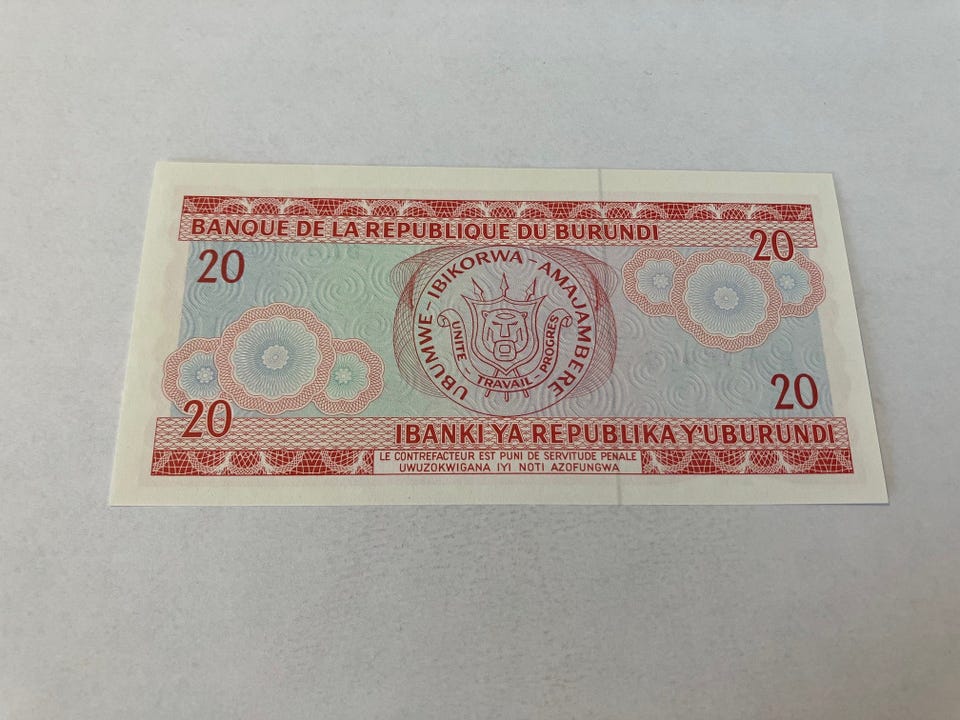 BANQUE DE LA REPUBLIQUE DU BURUNDI
20
20
UBUMWE - IBIKORWA - AMAJAMBERE
UNITE - TRAVAIL - PROGRES
20
20
IBANKI YA REPUBLIKA Y'UBURUNDI
LE CONTREFACTEUR EST PUNI DE SERVITUDE PENALE
UWUZOKWIGANA IYI NOTI AZOFUNGWA